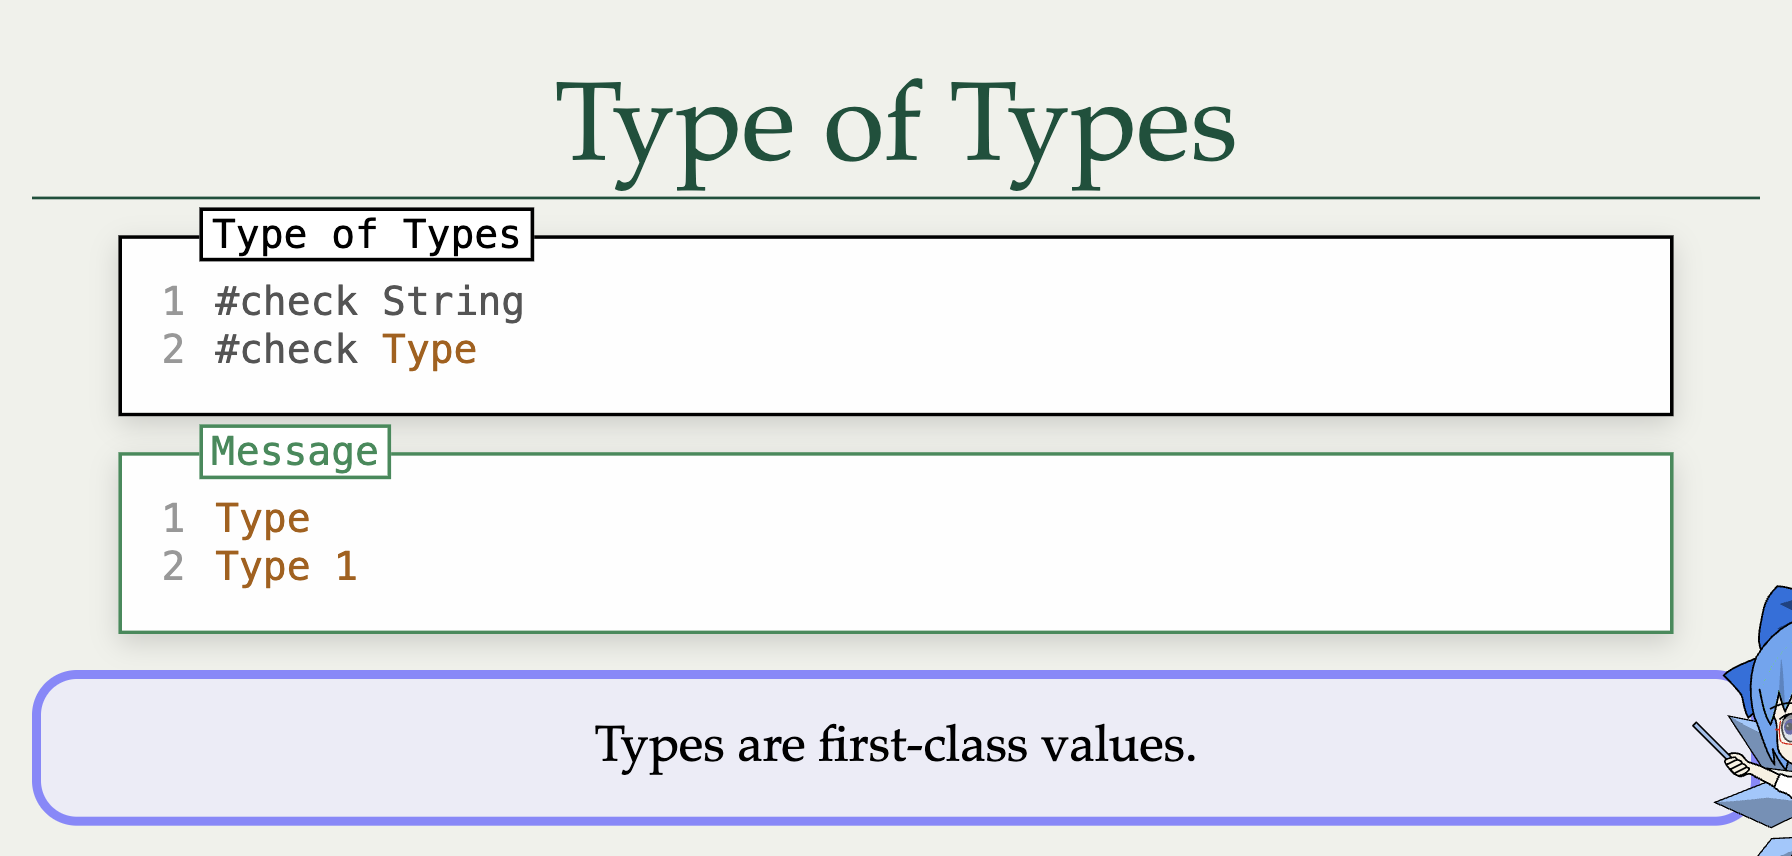 Type of Types
Type of Types
1 #check String
2 #check Type
Message
1 Type
2 Type 1
Types are first-class values.